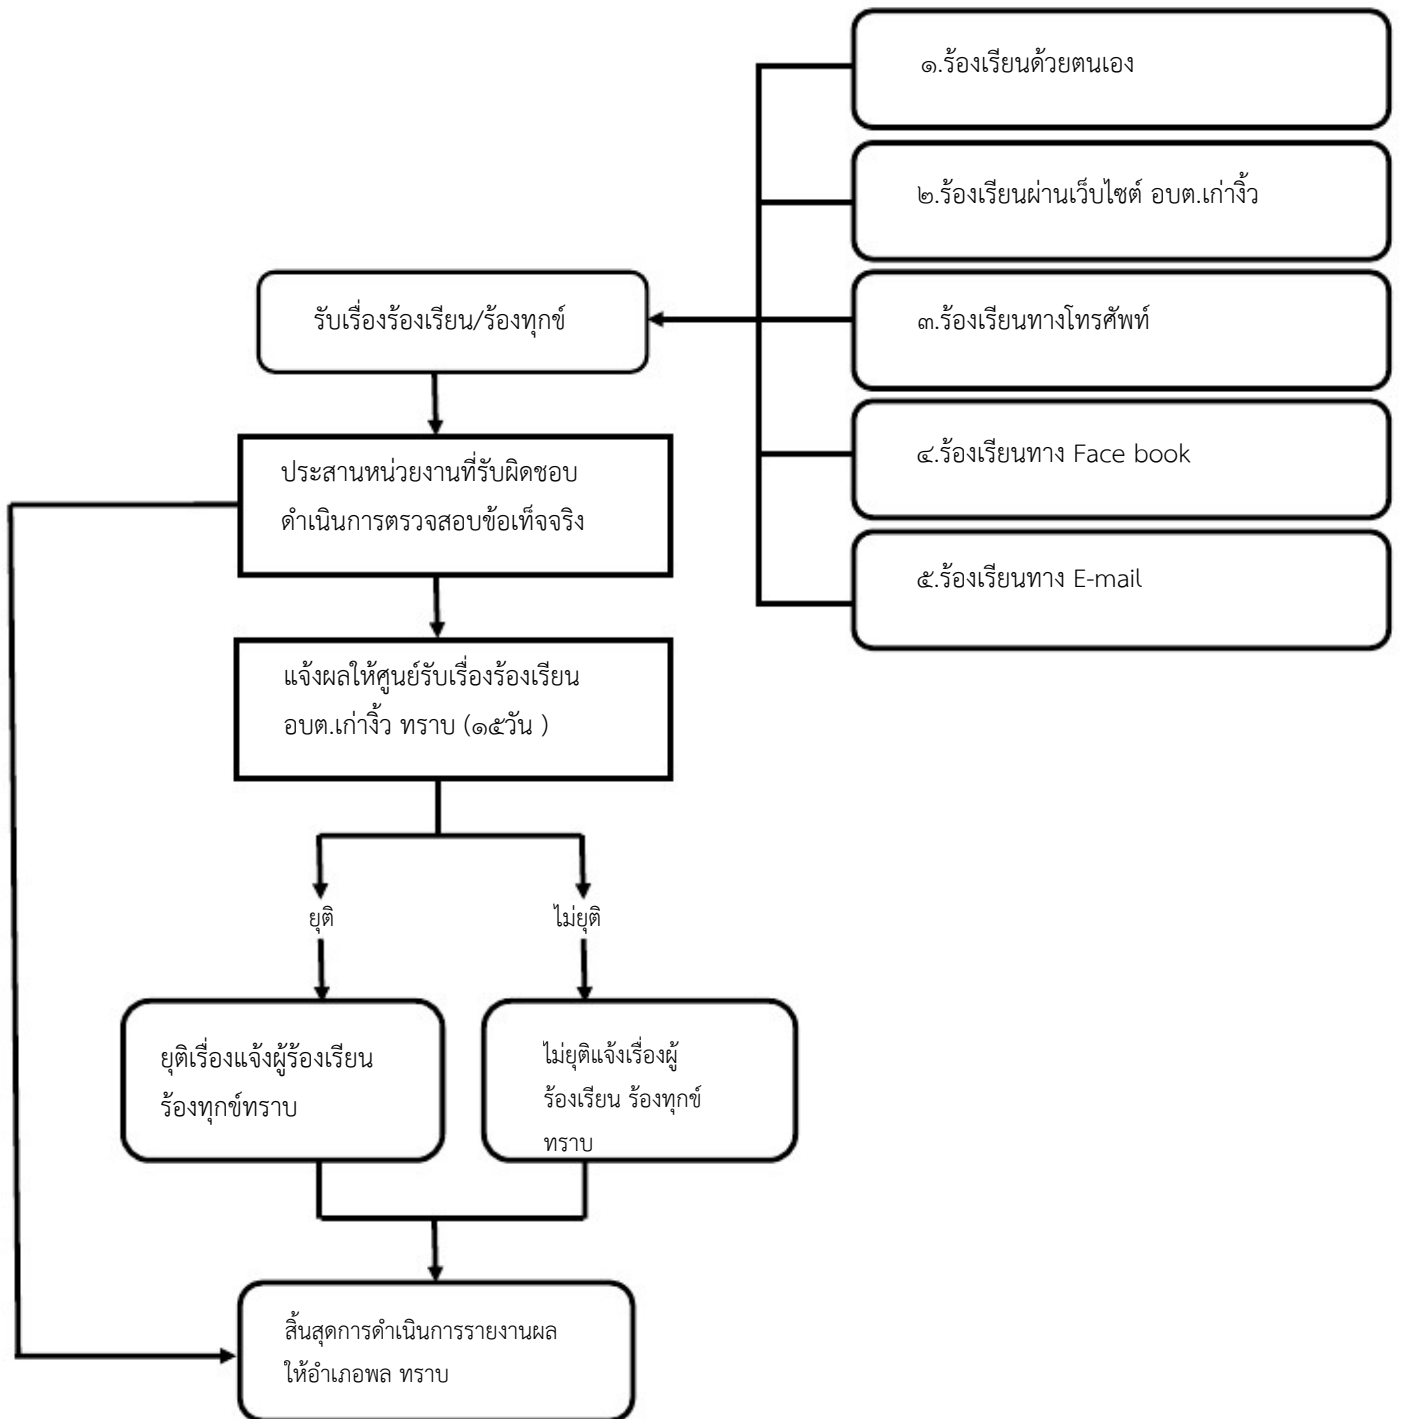 ๑.ร้องเรียนด้วยตนเอง
๒.ร้องเรียนผ่านเว็บไซต์ อบต.เก่างิ้ว
๓.ร้องเรียนทางโทรศัพท์
๔.ร้องเรียนทาง Face book
๕.ร้องเรียนทาง E-mail
รับเรื่องร้องเรียน/ร้องทุกข์
ประสานหน่วยงานที่รับผิดชอบ
ดำเนินการตรวจสอบข้อเท็จจริง
แจ้งผลให้ศูนย์รับเรื่องร้องเรียน
อบต.เก่างิ้ว ทราบ (๑๕วัน )
ยุติ
ไม่ยุติ
ยุติเรื่องแจ้งผู้ร้องเรียน
ร้องทุกข์ทราบ
ไม่ยุติแจ้งเรื่องผู้
ร้องเรียน ร้องทุกข์
ทราบ
สิ้นสุดการดำเนินการรายงานผล
ให้อำเภอพล ทราบ